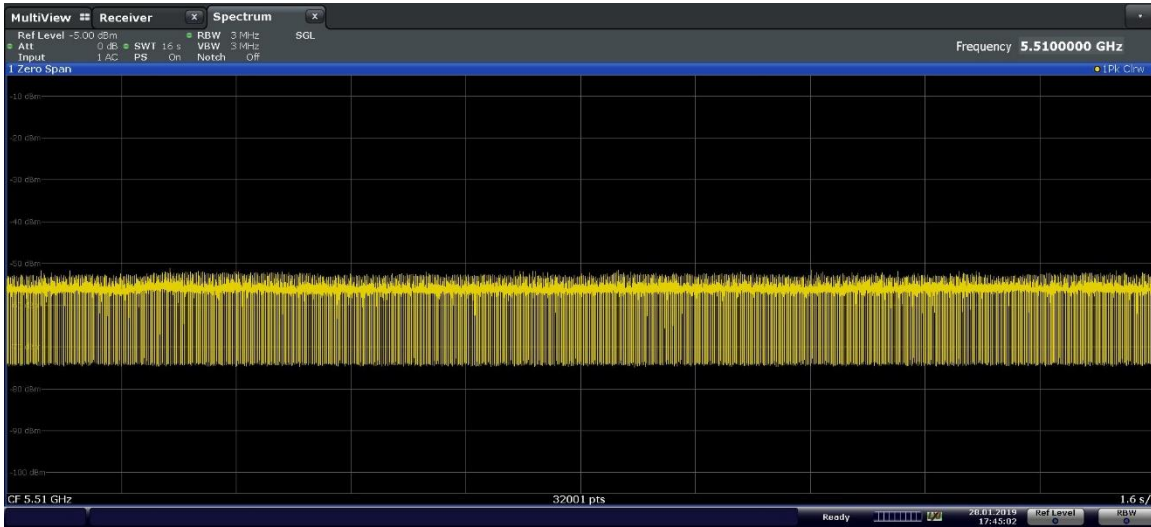 MultiView Receiver X Spectrum X
Ref Level -5.00 dBm RBW 3 MHz SGL
Att 0 dB SWT 16 s VBW 3 MHz Frequency 5.5100000 GHz
Input 1 AC PS On Notch Off
1 Zero Span 1Pk Clrw
-10 dBm
-20 dBm
-30 dBm
-40 dBm
-50 dBm
-80 dBm
-90 dBm
-100 dBm
CF 5.51 GHz 32001 pts 1.6 s/
Ready 28.01.2019 Ref Level RBW
17:45:02